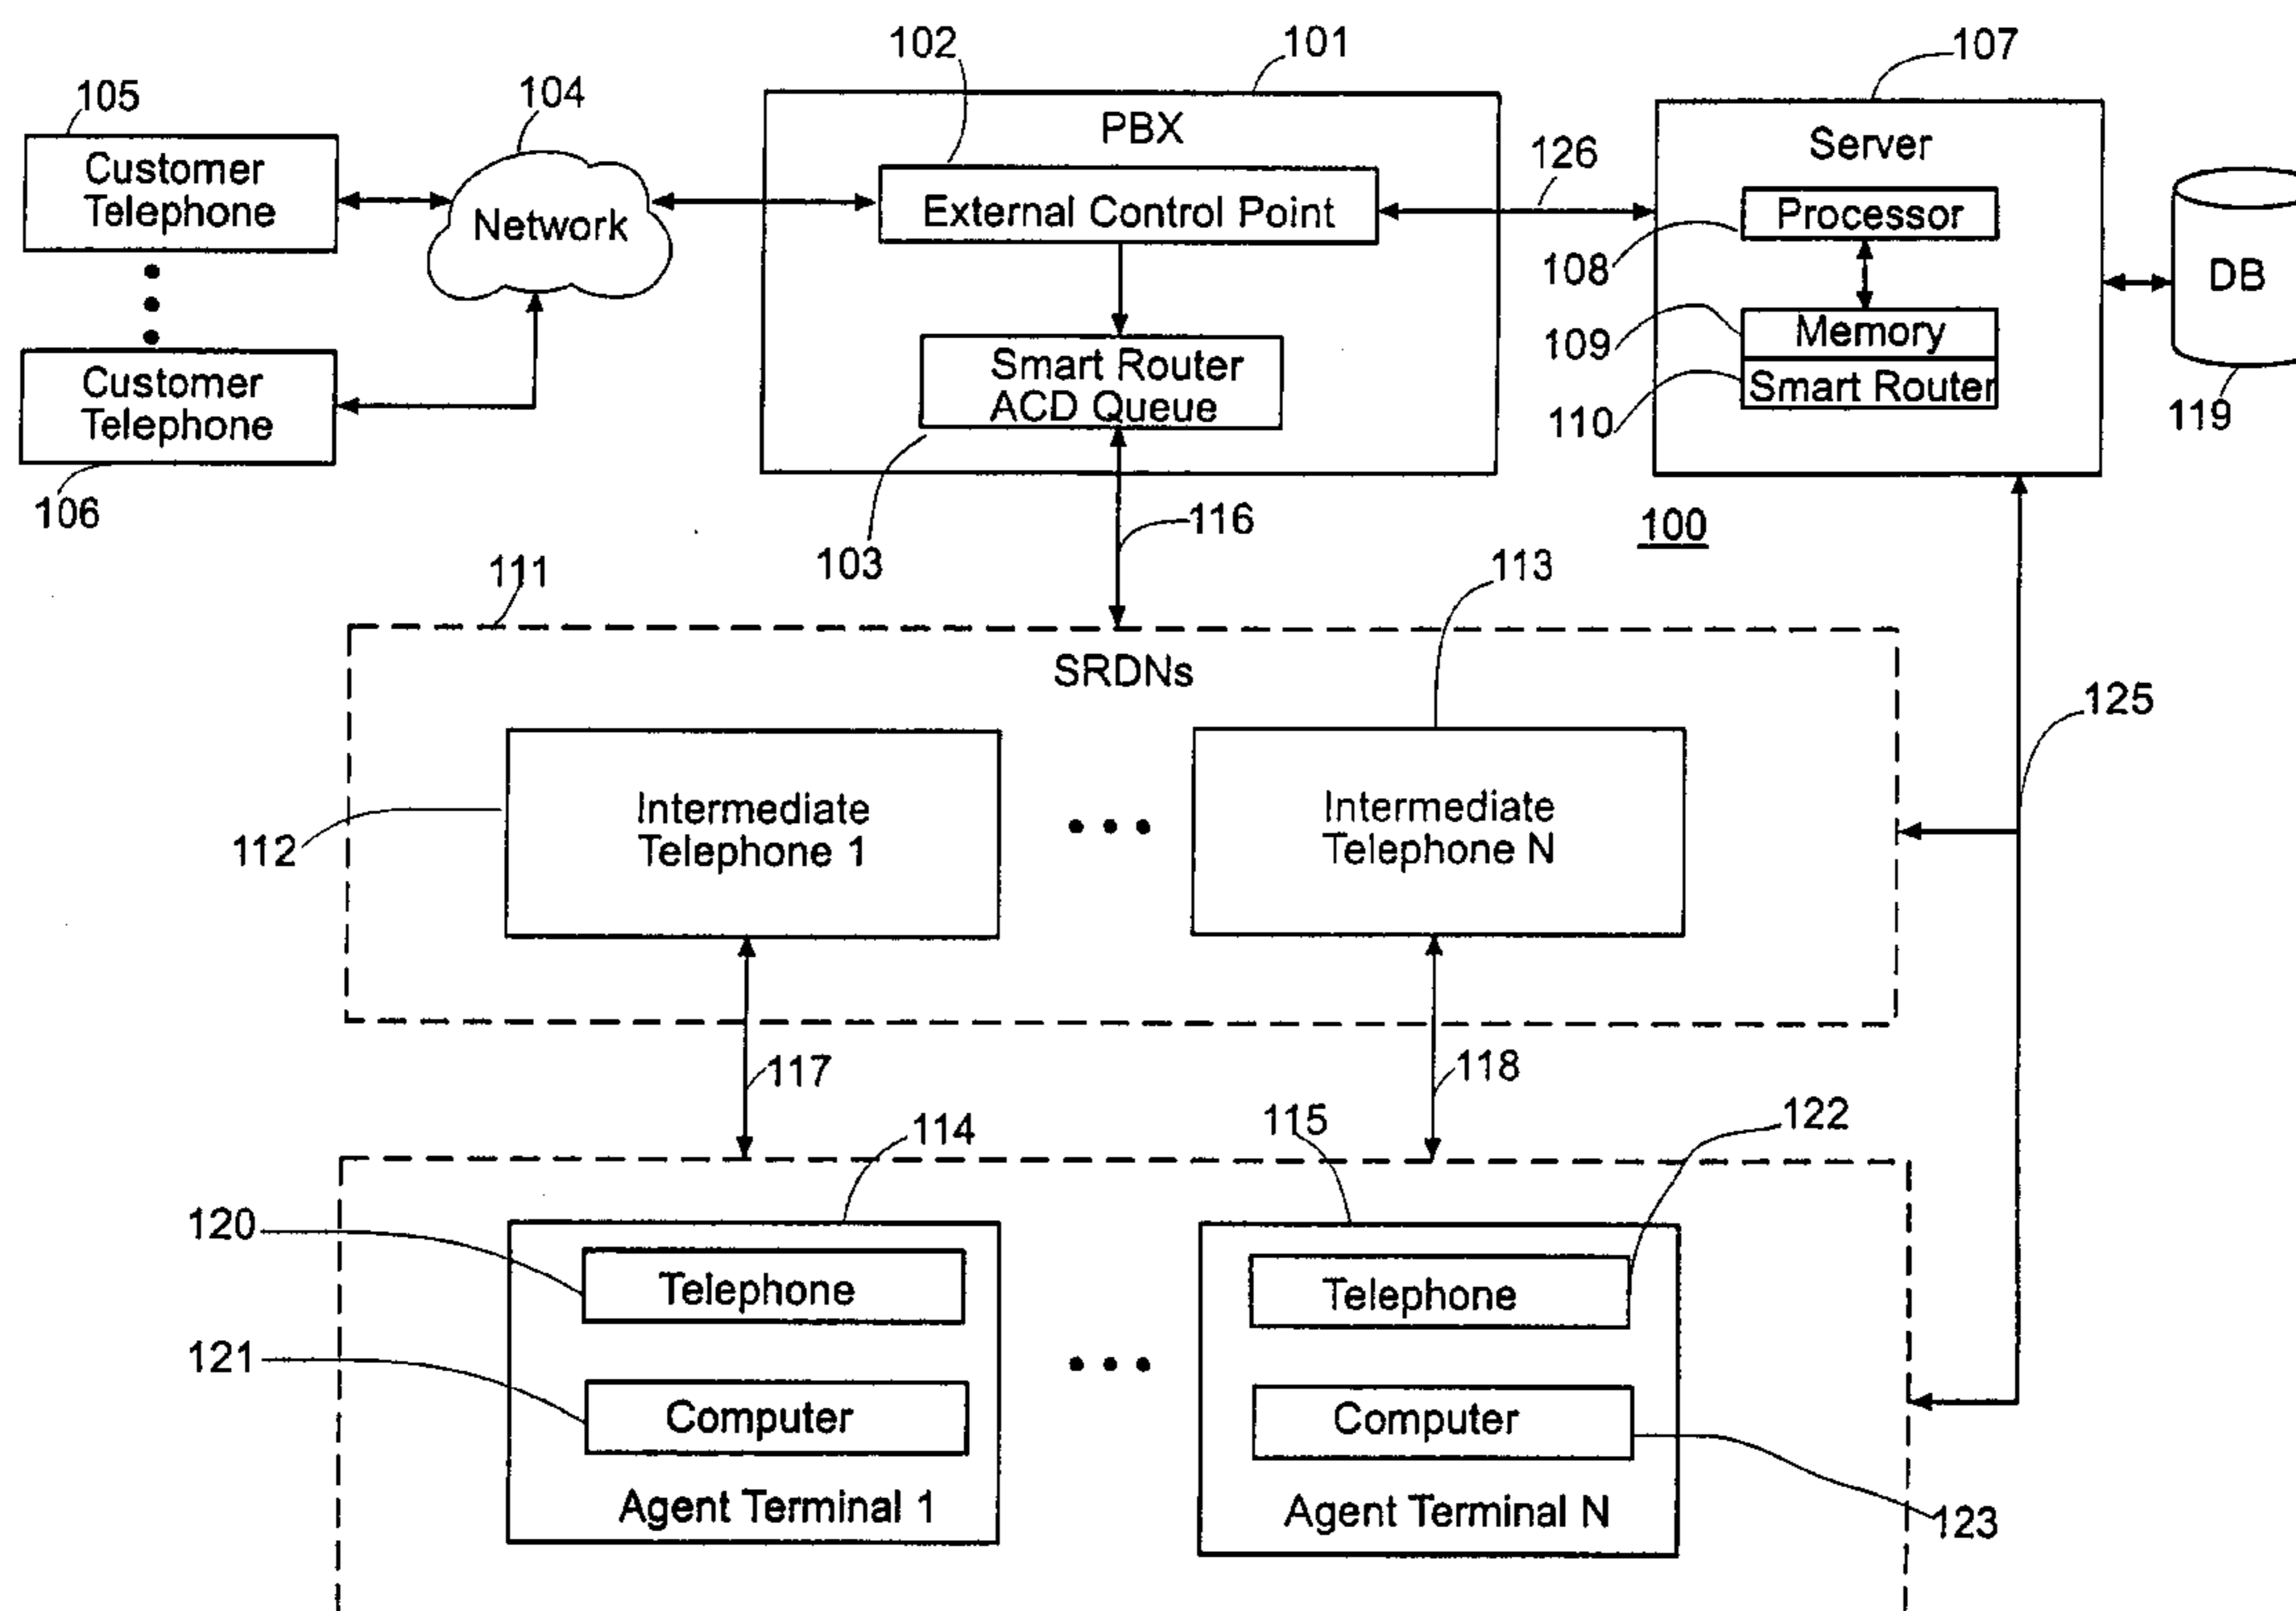 102
101
107
105
104
PBX
126
Server
Customer
Telephone
Network
External Control Point
Processor
108
DB
109
Memory
Smart Router
ACD Queue
110
Smart Router
119
Customer
Telephone
106
103
116
100
111
113
SRDNs
125
112
Intermediate
Telephone 1
Intermediate
Telephone N
117
118
114
115
122
120
Telephone
Telephone
121
Computer
Computer
Agent Terminal 1
Agent Terminal N
123